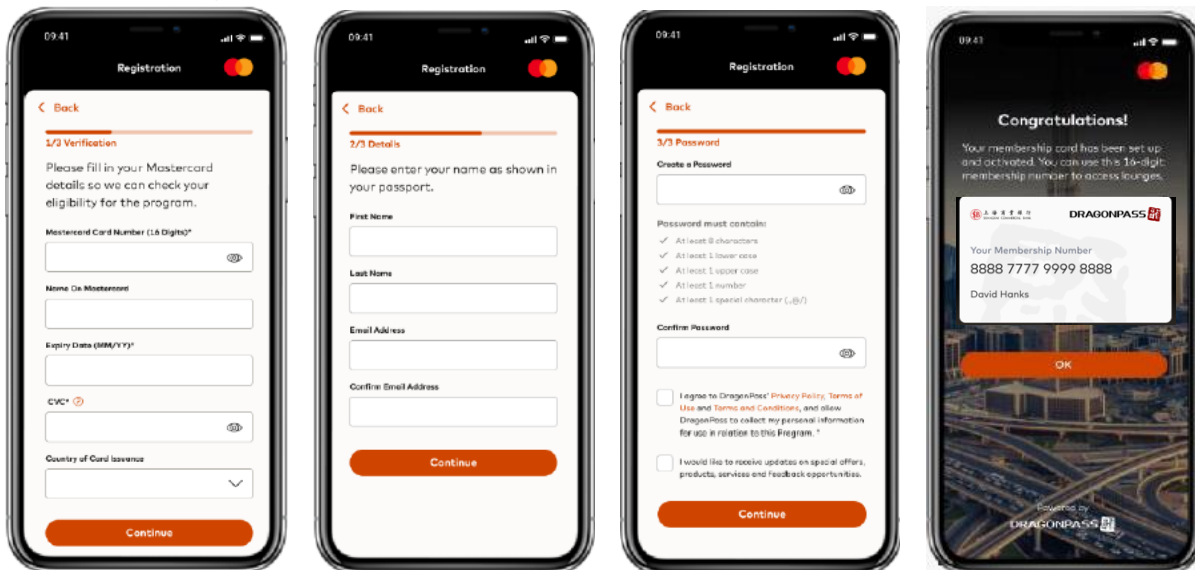 09:41
Registration
Back
1/3 Verification
Please fill in your Mastercard
details so we can check your
eligibility for the program.
Mastercard Card Number (16 Digits)*
Name On Mastercard
Expiry Date (MM/YY)*
CVC*
Country of Card Issuance
Continue
09:41
Registration
Back
2/3 Details
Please enter your name as shown in
your passport.
First Name
Last Name
Email Address
Confirm Email Address
Continue
09:41
Registration
Back
3/3 Password
Create a Password
Password must contain:
At least 8 characters
At least 1 lower case
At least 1 upper case
At least 1 number
At least 1 special character (.,@/)
Confirm Password
I agree to DragonPass' Privacy Policy, Terms of
Use and Terms and Conditions, and allow
DragonPass to collect my personal information
for use in relation to this Program. *
I would like to receive updates on special offers,
products, services and feedback opportunities.
Continue
09:41
Congratulations!
Your membership card has been set up
and activated. You can use this 16-digit
membership number to access lounges.
上海商業銀行 DRAGONPASS
SHANGHAI COMMERCIAL BANK
Your Membership Number
8888 7777 9999 8888
David Hanks
OK
Powered by
DRAGONPASS